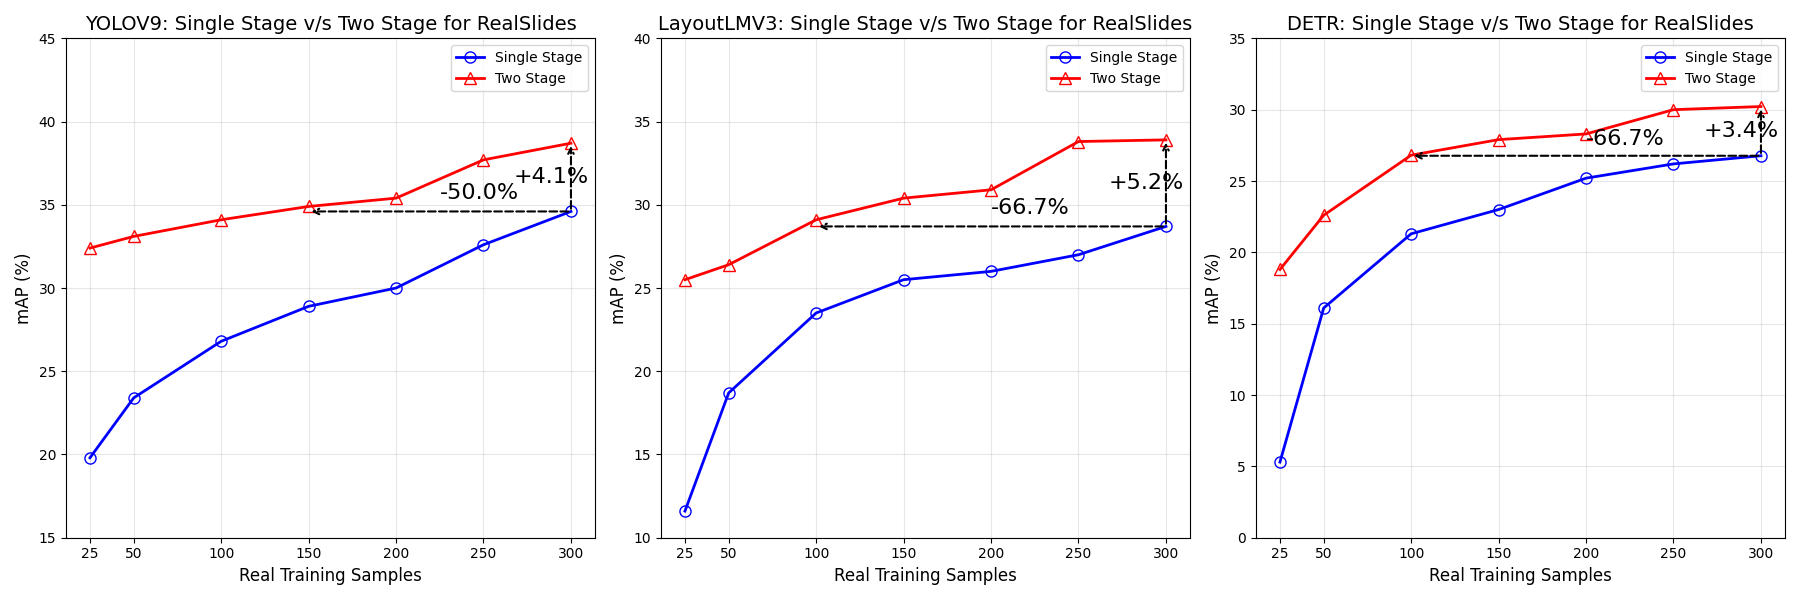 YOLOV9: Single Stage v/s Two Stage for RealSlides
45
40
35
30
25
20
15
mAP (%)
Single Stage
Two Stage
+4.1%
-50.0%
25 50 100 150 200 250 300
Real Training Samples
LayoutLMV3: Single Stage v/s Two Stage for RealSlides
40
35
30
25
20
15
10
mAP (%)
Single Stage
Two Stage
+5.2%
-66.7%
25 50 100 150 200 250 300
Real Training Samples
DETR: Single Stage v/s Two Stage for RealSlides
35
30
25
20
15
10
5
0
mAP (%)
Single Stage
Two Stage
+3.4%
-66.7%
25 50 100 150 200 250 300
Real Training Samples